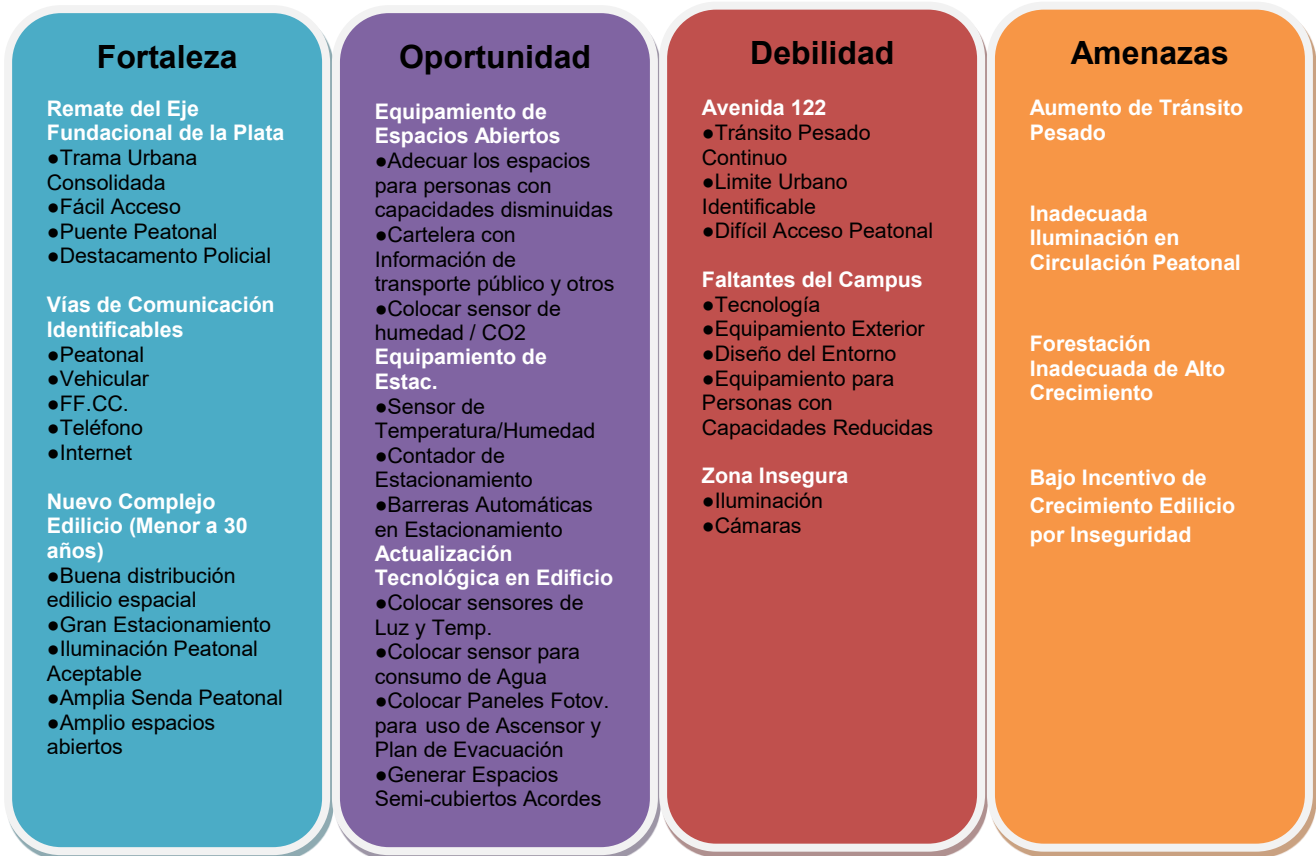 Fortaleza
Remate del Eje
Fundacional de la Plata
●Trama Urbana
Consolidada
●Fácil Acceso
●Puente Peatonal
●Destacamento Policial
Vías de Comunicación
Identificables
●Peatonal
●Vehicular
●FF.CC.
●Teléfono
●Internet
Nuevo Complejo
Edilicio (Menor a 30
años)
●Buena distribución
edilicio espacial
●Gran Estacionamiento
●Iluminación Peatonal
Aceptable
●Amplia Senda Peatonal
●Amplio espacios
abiertos
Oportunidad
Equipamiento de
Espacios Abiertos
●Adecuar los espacios
para personas con
capacidades disminuidas
●Cartelera con
Información de
transporte público y otros
●Colocar sensor de
humedad / CO2
Equipamiento de
Estac.
●Sensor de
Temperatura/Humedad
●Contador de
Estacionamiento
●Barreras Automáticas
en Estacionamiento
Actualización
Tecnológica en Edificio
●Colocar sensores de
Luz y Temp.
●Colocar sensor para
consumo de Agua
●Colocar Paneles Fotov.
para uso de Ascensor y
Plan de Evacuación
●Generar Espacios
Semi-cubiertos Acordes
Debilidad
Avenida 122
●Tránsito Pesado
Continuo
●Limite Urbano
Identificable
●Difícil Acceso Peatonal
Faltantes del Campus
●Tecnología
●Equipamiento Exterior
●Diseño del Entorno
●Equipamiento para
Personas con
Capacidades Reducidas
Zona Insegura
●Iluminación
●Cámaras
Amenazas
Aumento de Tránsito
Pesado
Inadecuada
Iluminación en
Circulación Peatonal
Forestación
Inadecuada de Alto
Crecimiento
Bajo Incentivo de
Crecimiento Edilicio
por Inseguridad